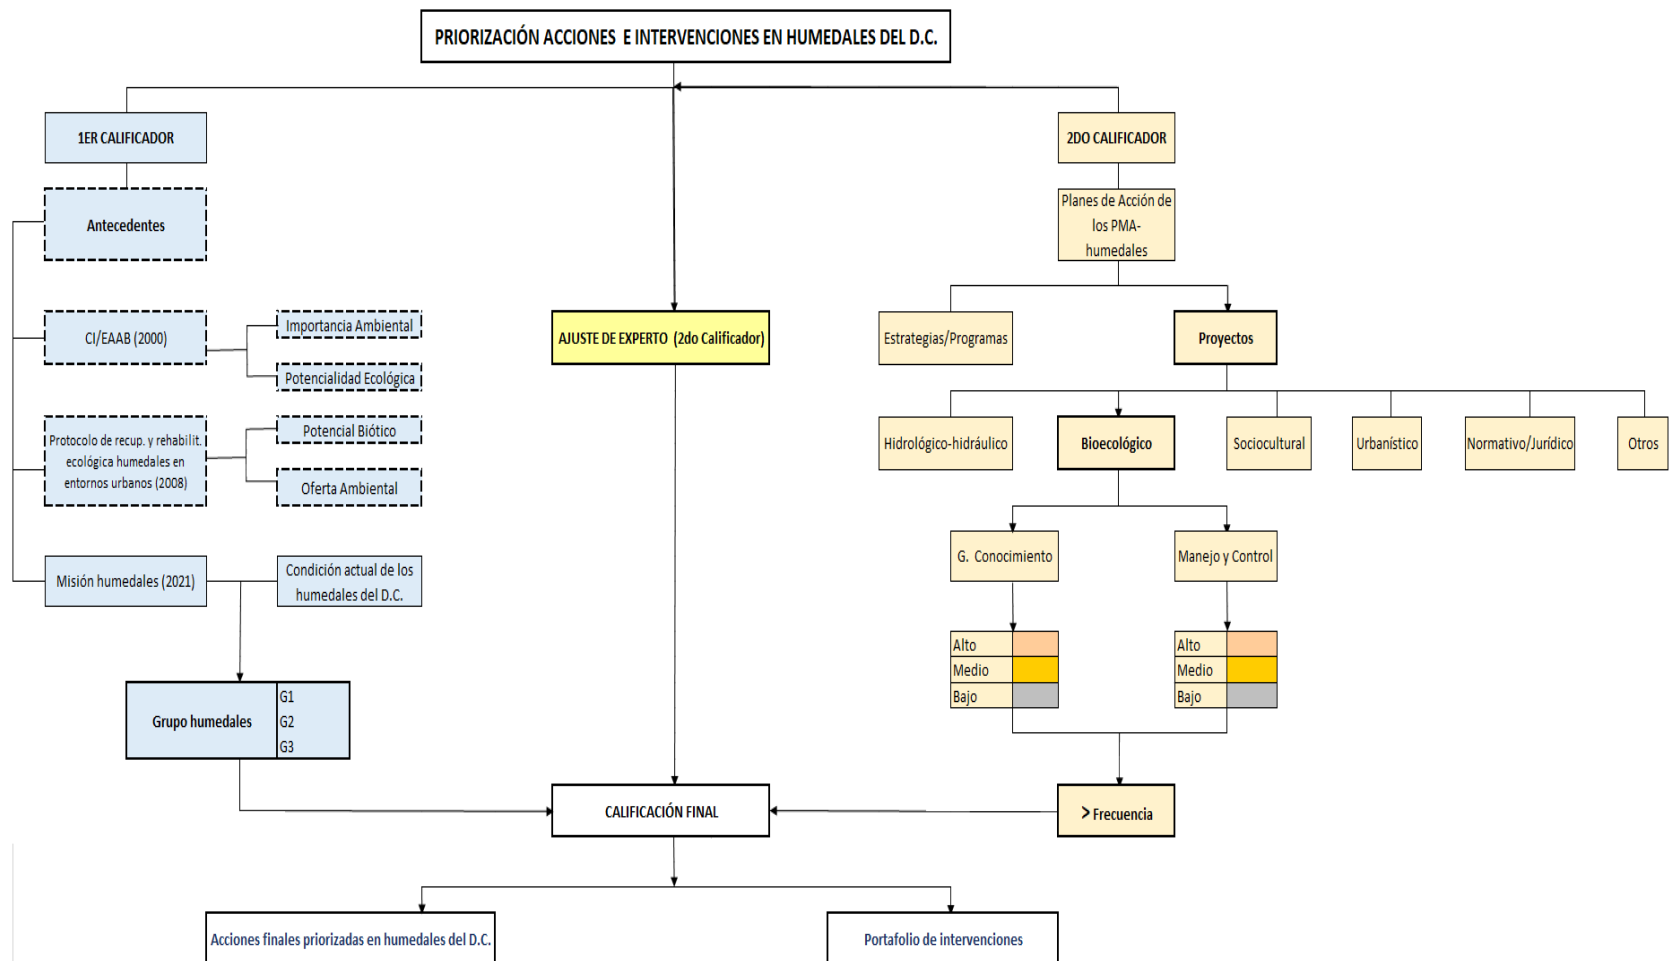 PRIORIZACIÓN ACCIONES E INTERVENCIONES EN HUMEDALES DEL D.C.
1ER CALIFICADOR
Antecedentes
CI/EAAB (2000)
Importancia Ambiental
Potencialidad Ecológica
Protocolo de recup. y rehabilit.
ecológica humedales en
entornos urbanos (2008)
Potencial Biótico
Oferta Ambiental
Misión humedales (2021)
Condición actual de los
humedales del D.C.
Grupo humedales
G1
G2
G3
AJUSTE DE EXPERTO (2do Calificador)
2DO CALIFICADOR
Planes de Acción de
los PMA-
humedales
Estrategias/Programas
Proyectos
Hidrológico-hidráulico
Bioecológico
Sociocultural
Urbanístico
Normativo/Jurídico
Otros
G. Conocimiento
Manejo y Control
Alto
Medio
Bajo
Alto
Medio
Bajo
> Frecuencia
CALIFICACIÓN FINAL
Acciones finales priorizadas en humedales del D.C.
Portafolio de intervenciones